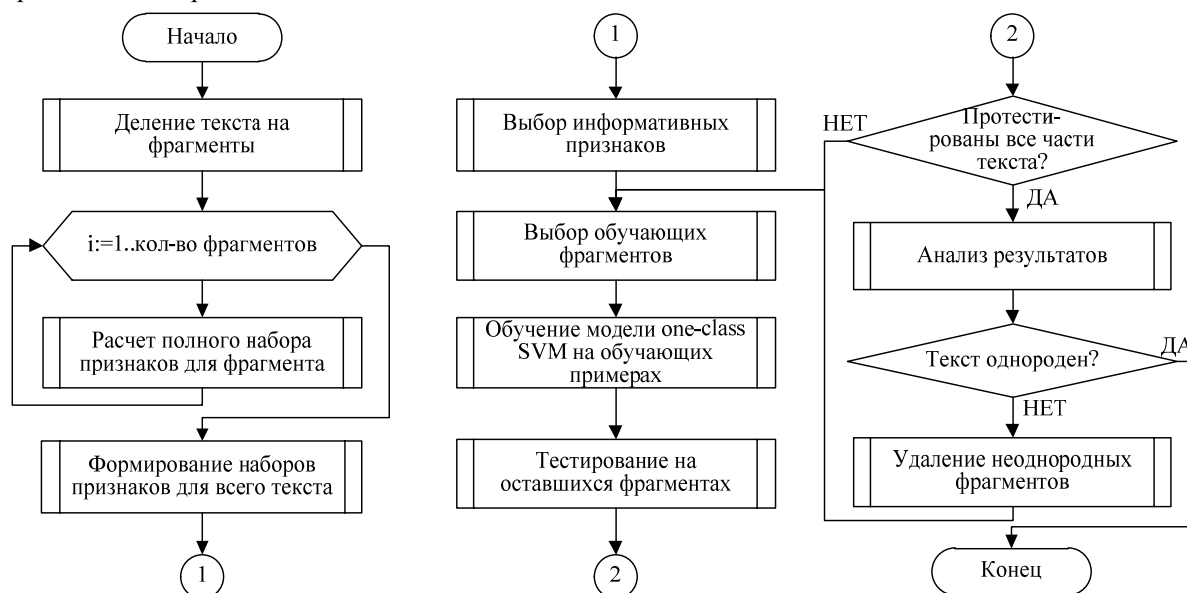 Начало
Деление текста на
фрагменты
i:=1..кол-во фрагментов
Расчет полного набора
признаков для фрагмента
Формирование наборов
признаков для всего текста
1
1
Выбор информативных
признаков
Выбор обучающих
фрагментов
Обучение модели one-class
SVM на обучающих
примерах
Тестирование на
оставшихся фрагментах
2
2
НЕТ
Протести-
рованы все части
текста?
ДА
Анализ результатов
Текст однороден?
ДА
НЕТ
Удаление неоднородных
фрагментов
Конец